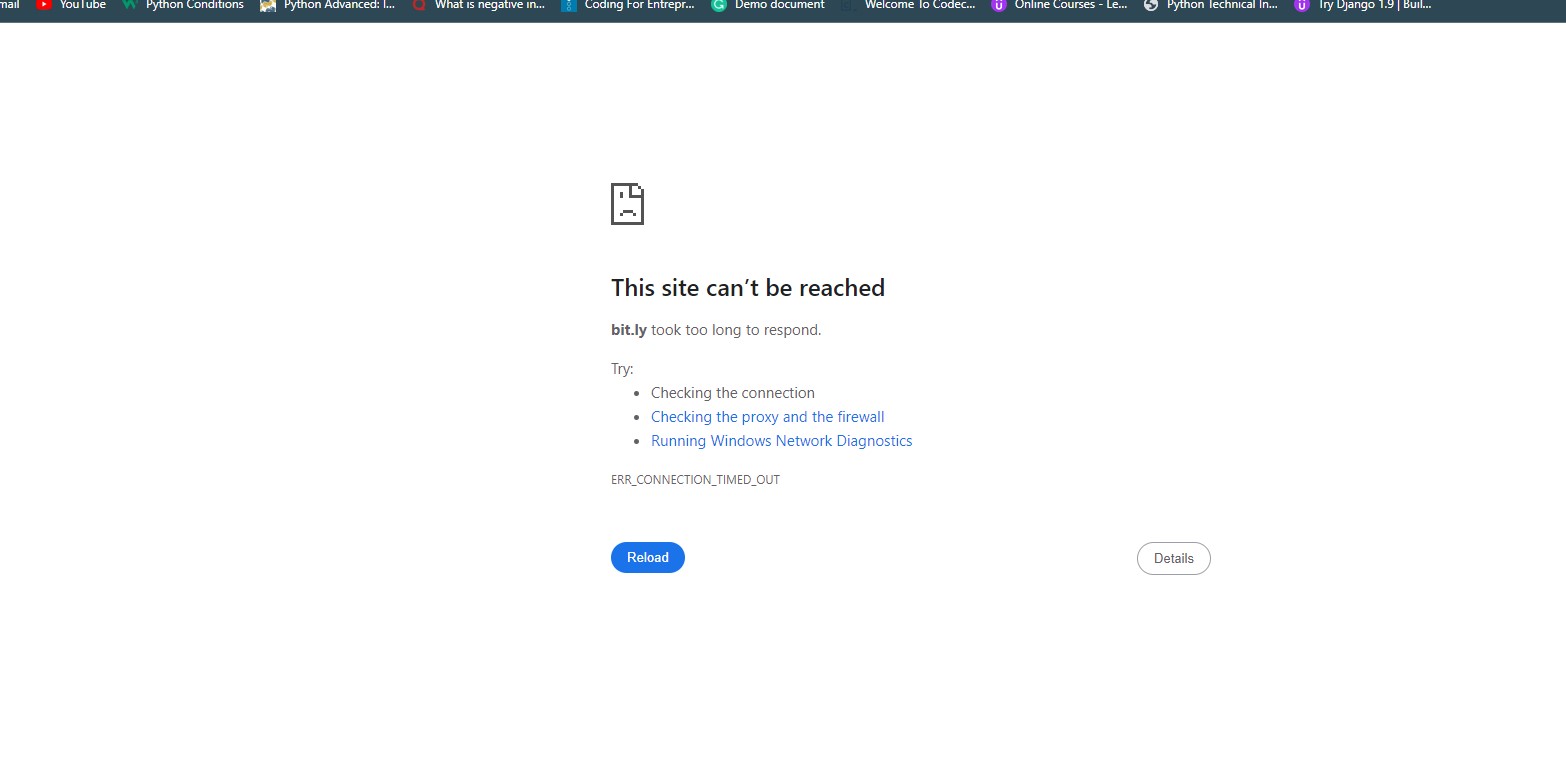 mail YouTube Python Conditions Python Advanced: I... What is negative in... Coding For Entrepr... Demo document Welcome To Codec... Online Courses - Le... Python Technical In... Try Django 1.9 | Buil...
This site can’t be reached
bit.ly took too long to respond.
Try:
• Checking the connection
• Checking the proxy and the firewall
• Running Windows Network Diagnostics
ERR_CONNECTION_TIMED_OUT
Reload Details